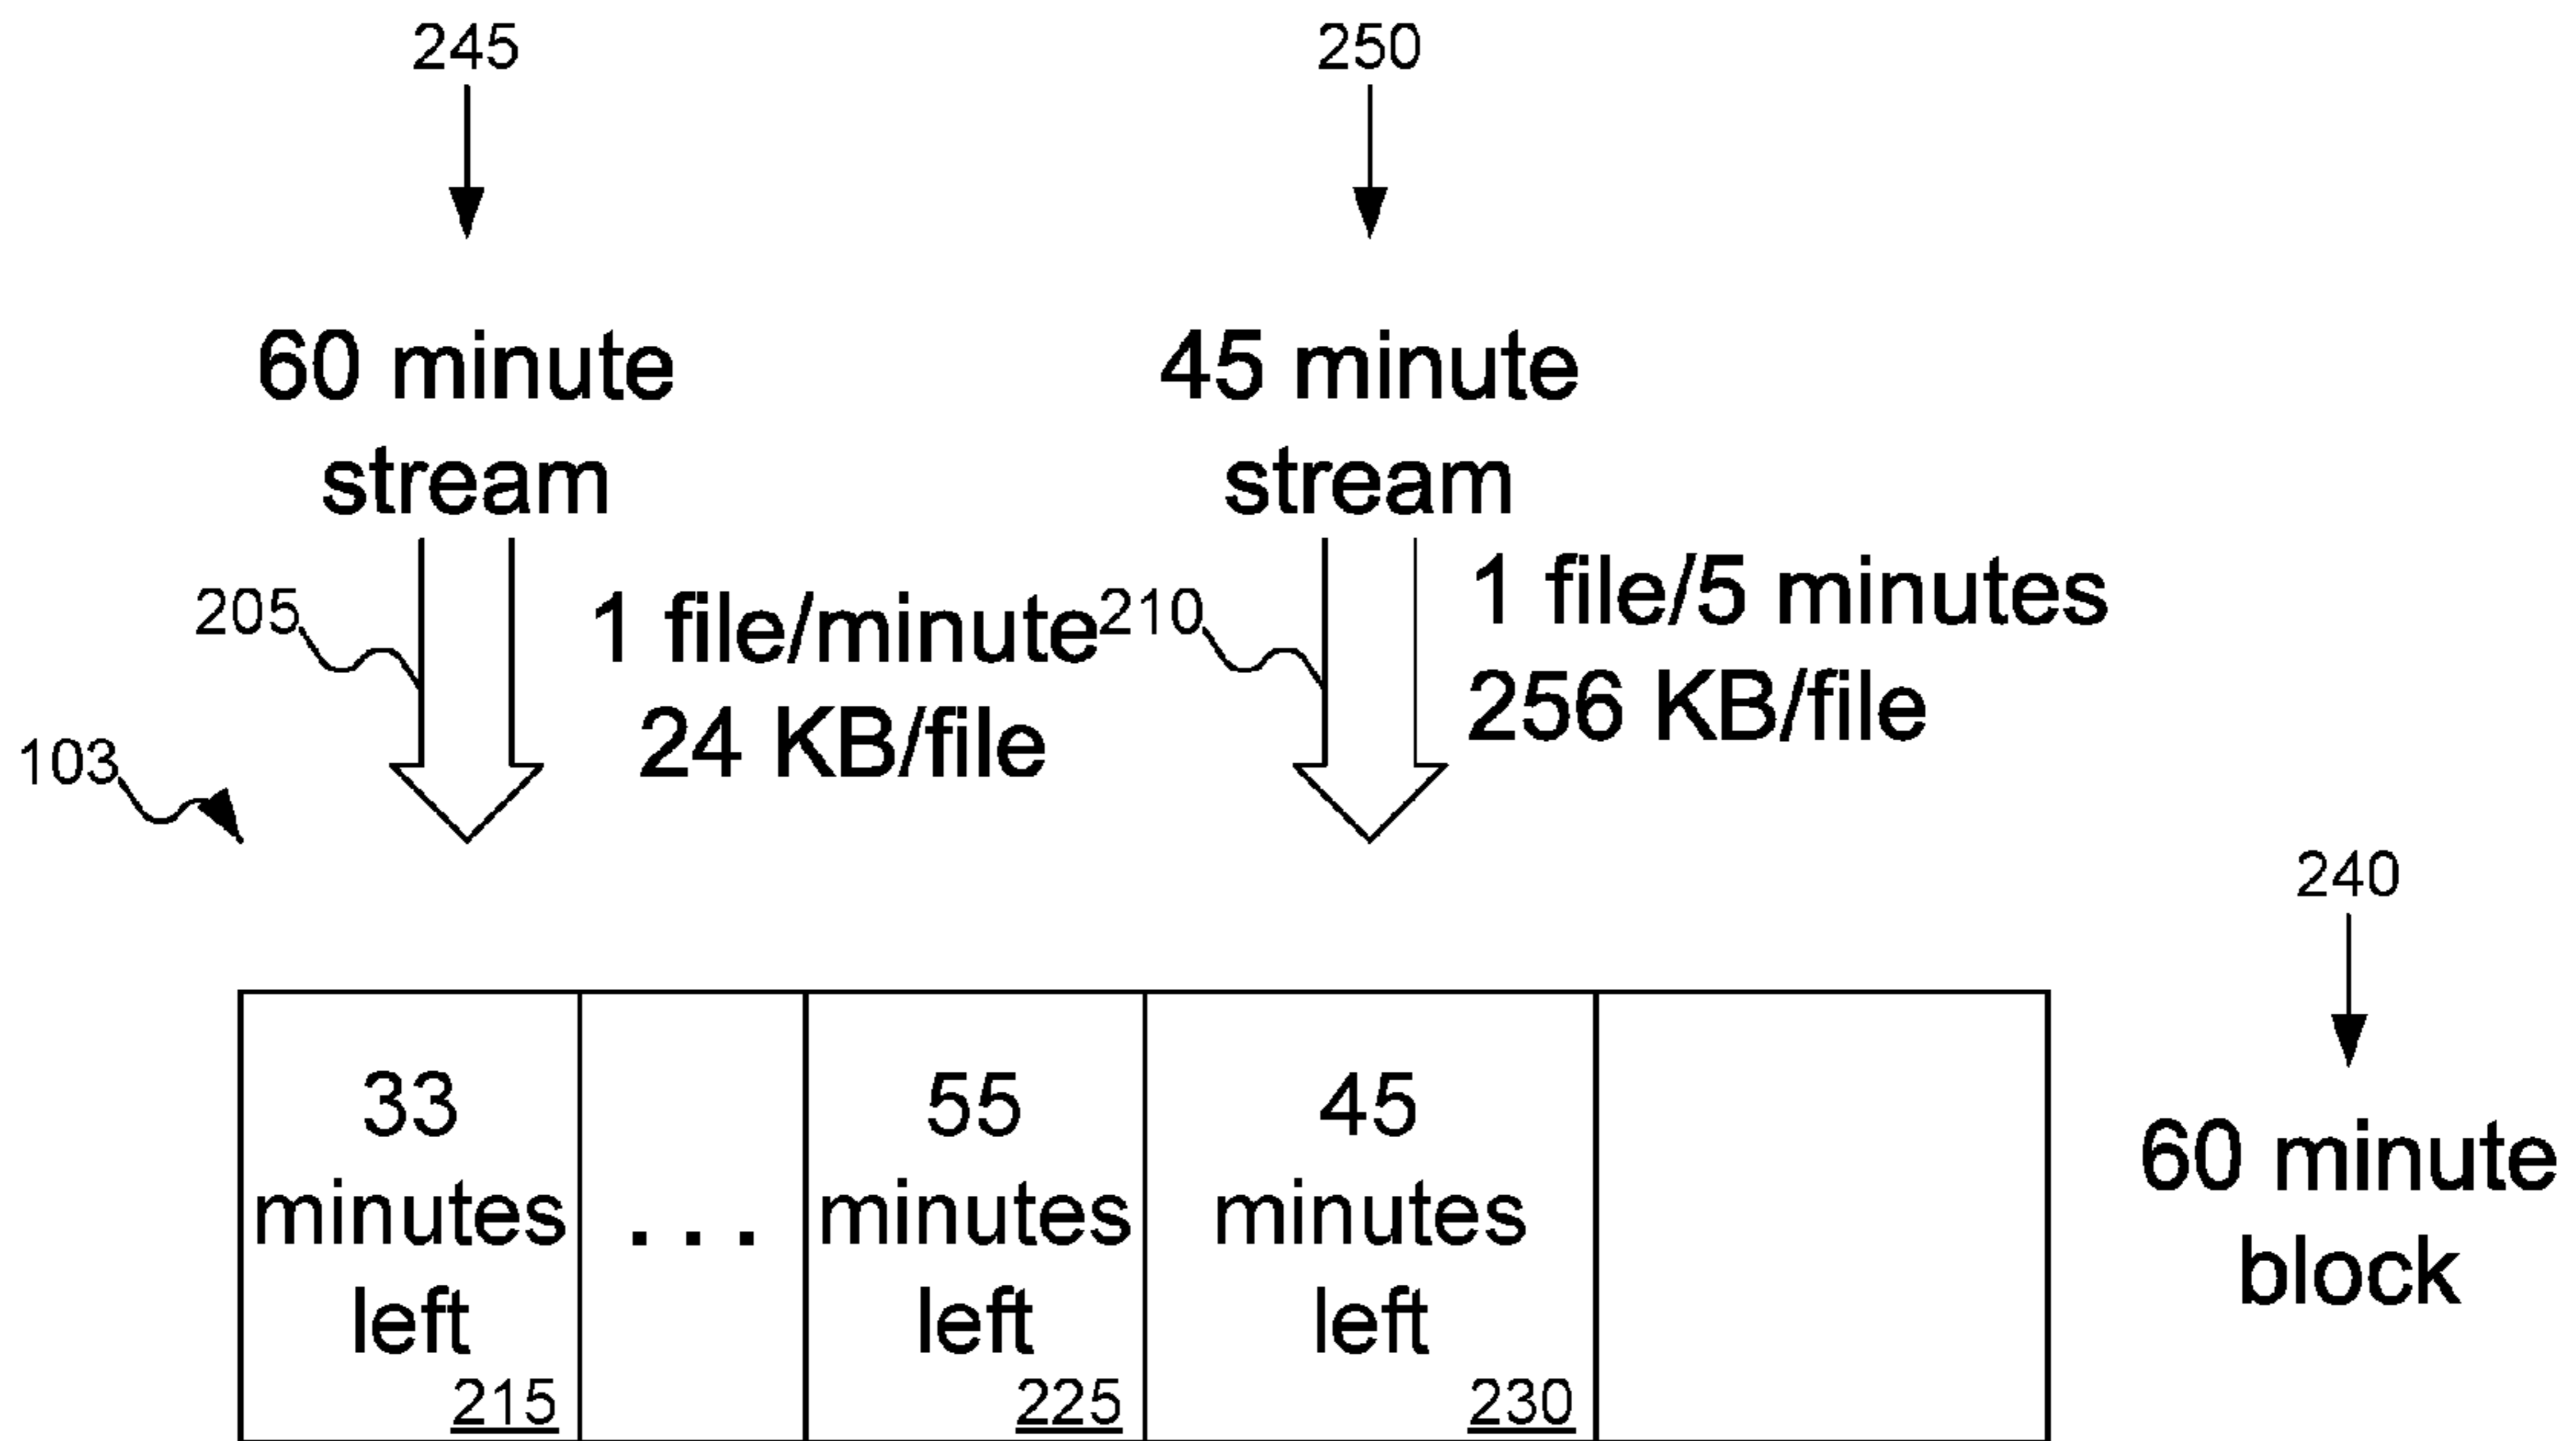 245
250
60 minute
stream
45 minute
stream
205
1 file/minute
24 KB/file
210
1 file/5 minutes
256 KB/file
103
240
33
minutes
left
215
...
55
minutes
left
225
45
minutes
left
230
60 minute
block